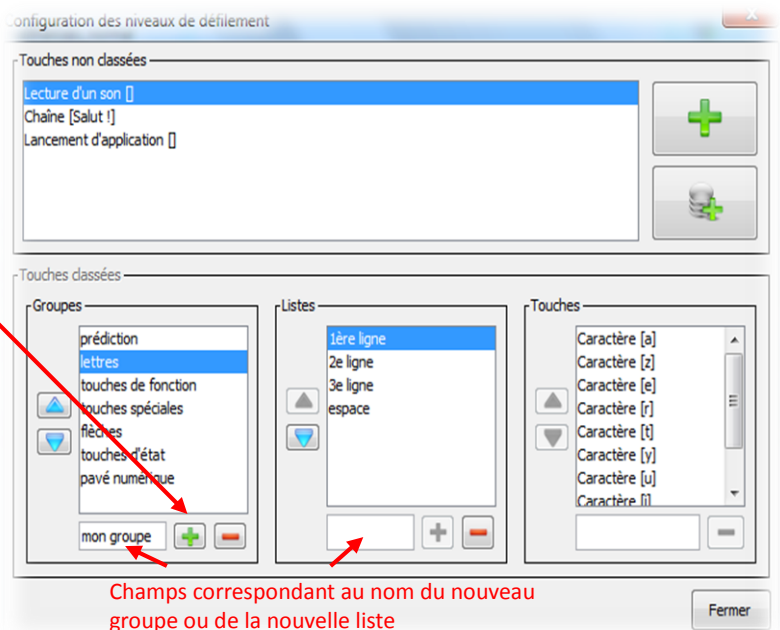 Configuration des niveaux de défilement
Touches non classées
Lecture d'un son []
Chaîne [Salut !]
Lancement d'application []
Touches classées
Groupes
prédiction
lettres
touches de fonction
touches spéciales
flèches
touches d'état
pavé numérique
mon groupe
Listes
1ère ligne
2e ligne
3e ligne
espace
Touches
Caractère [a]
Caractère [z]
Caractère [e]
Caractère [r]
Caractère [t]
Caractère [y]
Caractère [u]
Caractère [i]
Champs correspondant au nom du nouveau
groupe ou de la nouvelle liste
Fermer